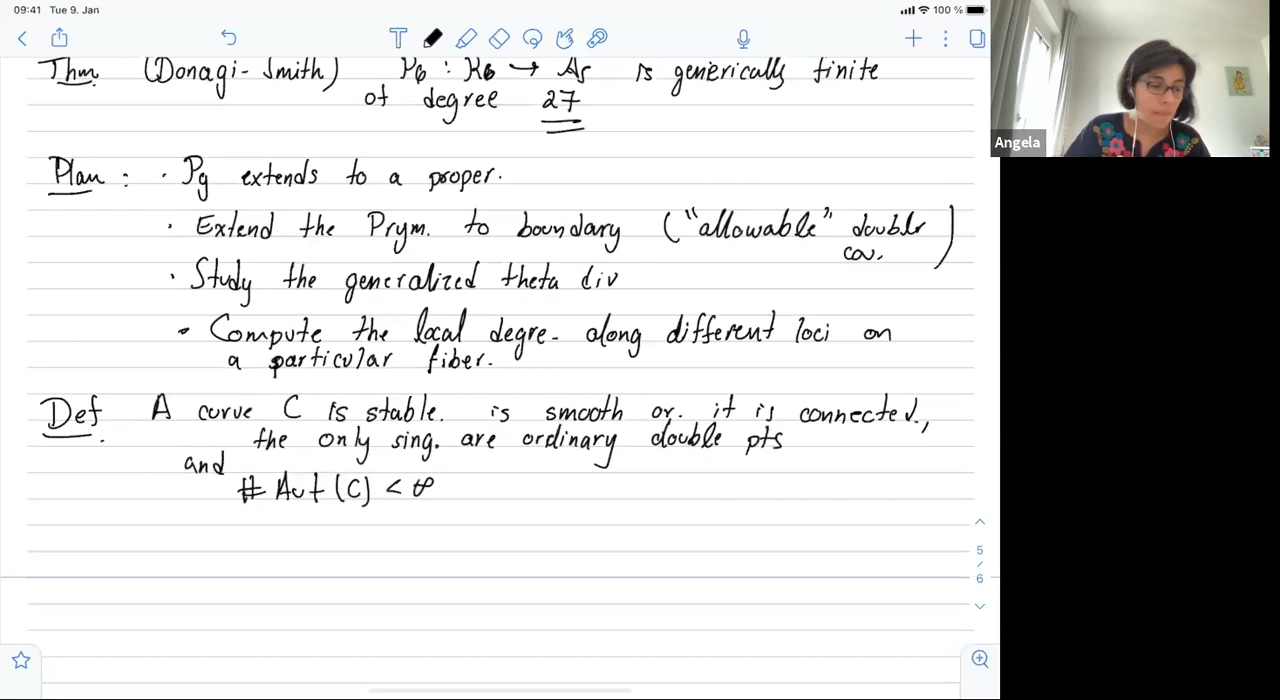 09:41 Tue 9. Jan
100 %
Thm (Donagi-Smith) P6 : R6 → A5 is generically finite
of degree 27
Plan : · Pg extends to a proper.
· Extend the Prym. to boundary ("allowable" double cov.)
· Study the generalized theta div
· Compute the local degre- along different loci on
a particular fiber.
Def. A curve C is stable. is smooth or. it is connected,
the only sing. are ordinary double pts
and
# Aut (C) < ∞
5
/
6
Angela